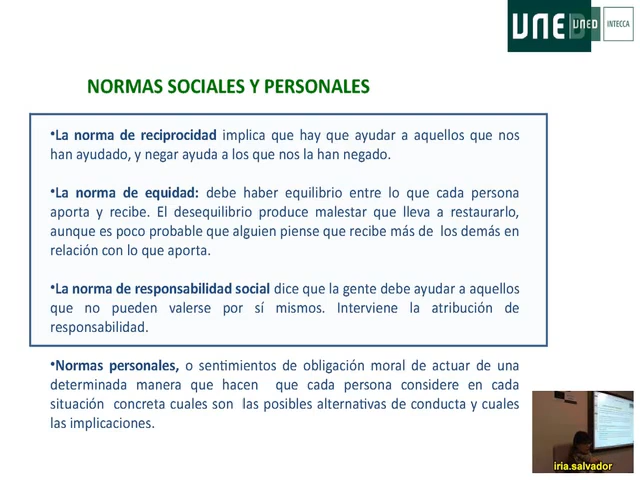 UNED
UNED
INTECCA
NORMAS SOCIALES Y PERSONALES
•La norma de reciprocidad implica que hay que ayudar a aquellos que nos
han ayudado, y negar ayuda a los que nos la han negado.
•La norma de equidad: debe haber equilibrio entre lo que cada persona
aporta y recibe. El desequilibrio produce malestar que lleva a restaurarlo,
aunque es poco probable que alguien piense que recibe más de los demás en
relación con lo que aporta.
•La norma de responsabilidad social dice que la gente debe ayudar a aquellos
que no pueden valerse por sí mismos. Interviene la atribución de
responsabilidad.
•Normas personales, o sentimientos de obligación moral de actuar de una
determinada manera que hacen que cada persona considere en cada
situación concreta cuales son las posibles alternativas de conducta y cuales
las implicaciones.
iria.salvador